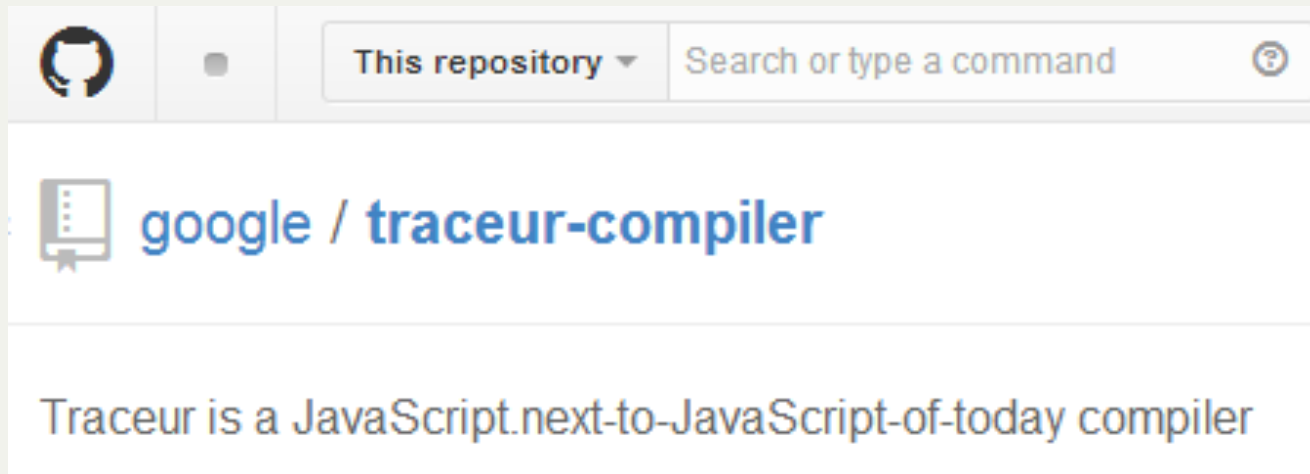 This repository Search or type a command
google / traceur-compiler
Traceur is a JavaScript.next-to-JavaScript-of-today compiler